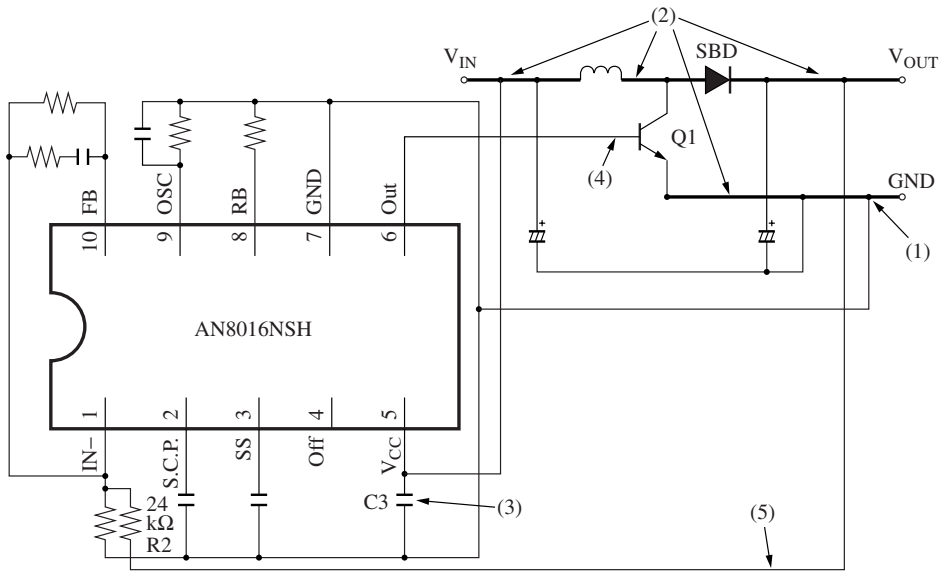 (2)
V_IN
SBD
V_OUT
Q1
(4)
GND
(1)
FB
OSC
RB
GND
Out
10
9
8
7
6
AN8016NSH
1
2
3
4
5
IN−
S.C.P.
SS
Off
V_CC
24
kΩ
R2
C3
(3)
(5)